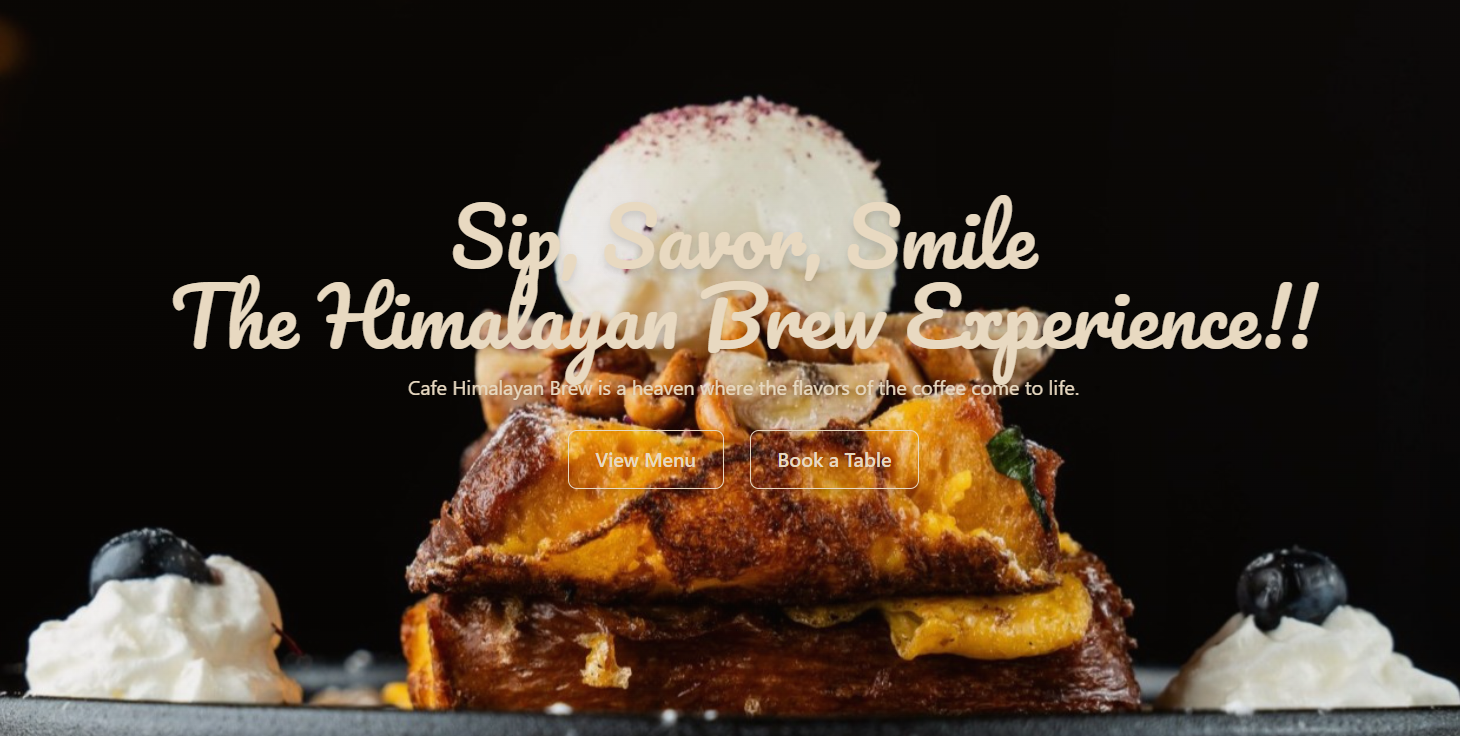 Sip, Savor, Smile
The Himalayan Brew Experience!!
Cafe Himalayan Brew is a heaven where the flavors of the coffee come to life.
View Menu
Book a Table